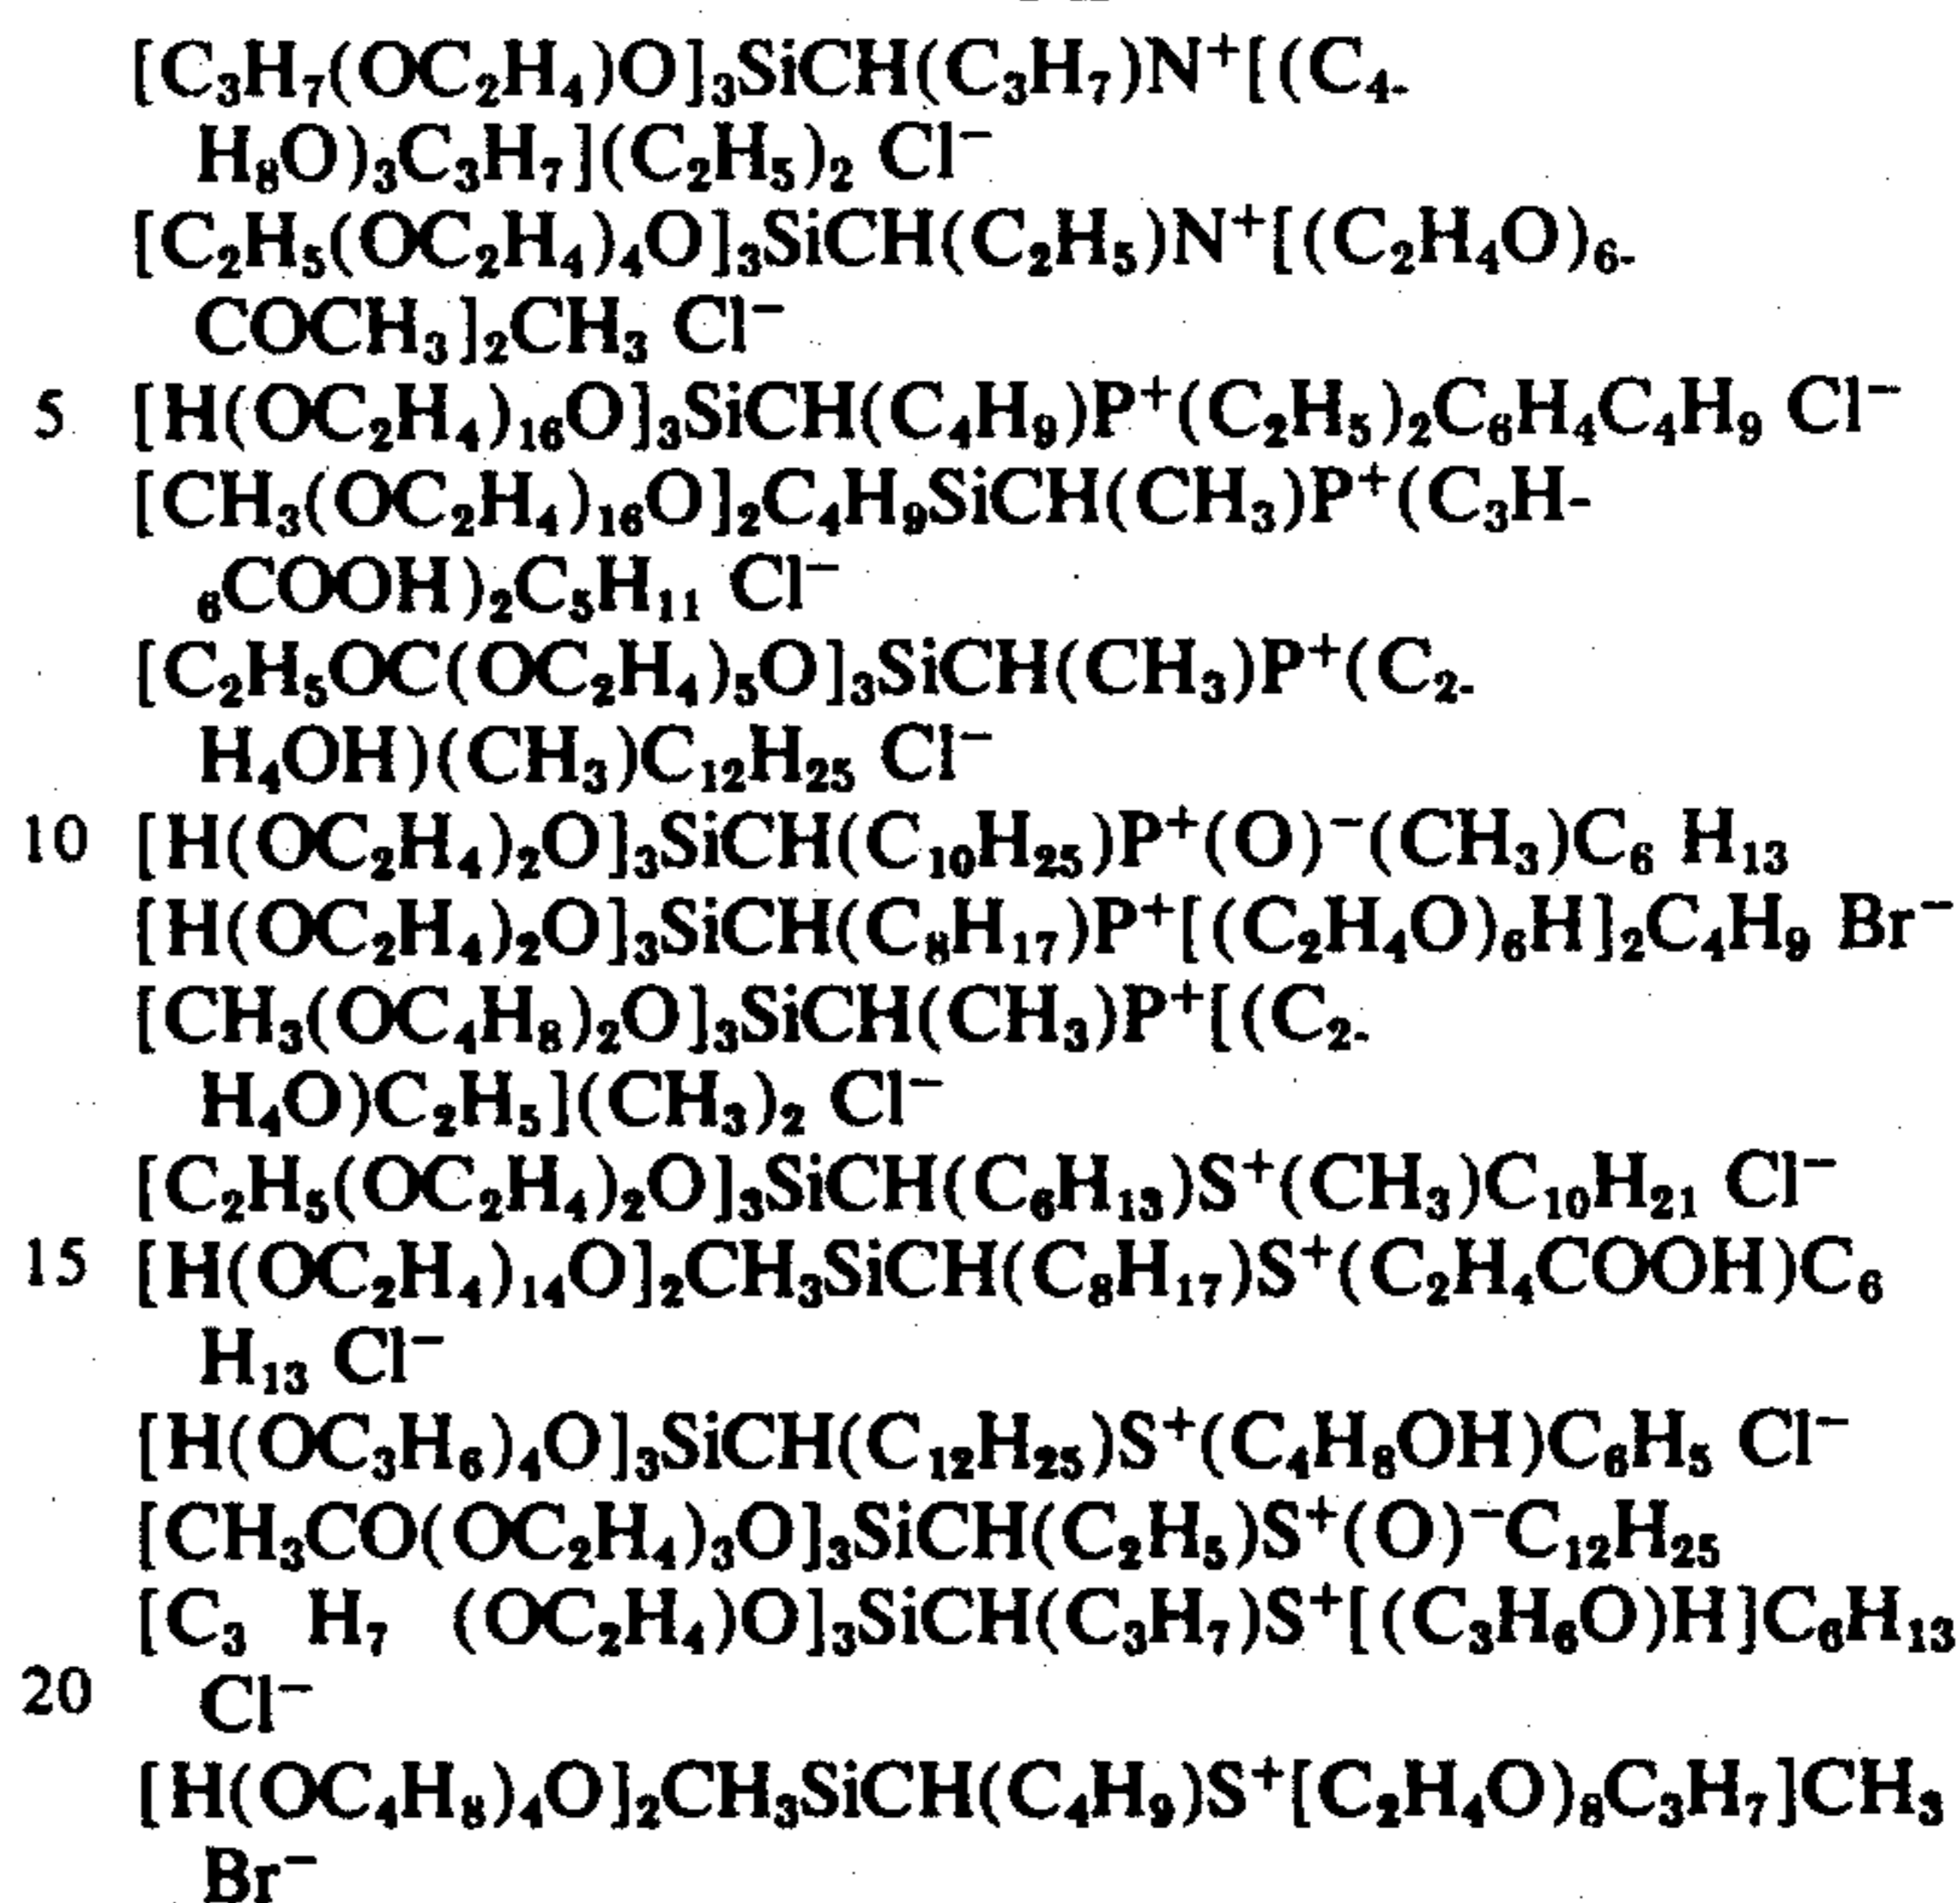 [C₃H₇(OC₂H₄)O]₃SiCH(C₃H₇)N⁺[(C₄-
H₈O)₃C₃H₇](C₂H₅)₂ Cl⁻
[C₂H₅(OC₂H₄)₄O]₃SiCH(C₂H₅)N⁺[(C₂H₄O)₆-
COCH₃]₂CH₃ Cl⁻
5 [H(OC₂H₄)₁₆O]₃SiCH(C₄H₉)P⁺(C₂H₅)₂C₆H₄C₄H₉ Cl⁻
[CH₃(OC₂H₄)₁₆O]₂C₄H₉SiCH(CH₃)P⁺(C₃H-
₆COOH)₂C₅H₁₁ Cl⁻
[C₂H₅OC(OC₂H₄)₅O]₃SiCH(CH₃)P⁺(C₂-
H₄OH)(CH₃)C₁₂H₂₅ Cl⁻
10 [H(OC₂H₄)₂O]₃SiCH(C₁₀H₂₅)P⁺(O)⁻(CH₃)C₆ H₁₃
[H(OC₂H₄)₂O]₃SiCH(C₈H₁₇)P⁺[(C₂H₄O)₆H]₂C₄H₉ Br⁻
[CH₃(OC₄H₈)₂O]₃SiCH(CH₃)P⁺[(C₂-
H₄O)C₂H₅](CH₃)₂ Cl⁻
[C₂H₅(OC₂H₄)₂O]₃SiCH(C₆H₁₃)S⁺(CH₃)C₁₀H₂₁ Cl⁻
15 [H(OC₂H₄)₁₄O]₂CH₃SiCH(C₈H₁₇)S⁺(C₂H₄COOH)C₆
H₁₃ Cl⁻
[H(OC₃H₆)₄O]₃SiCH(C₁₂H₂₅)S⁺(C₄H₈OH)C₆H₅ Cl⁻
[CH₃CO(OC₂H₄)₃O]₃SiCH(C₂H₅)S⁺(O)⁻C₁₂H₂₅
[C₃ H₇ (OC₂H₄)O]₃SiCH(C₃H₇)S⁺[(C₃H₆O)H]C₆H₁₃
20 Cl⁻
[H(OC₄H₈)₄O]₂CH₃SiCH(C₄H₉)S⁺[C₂H₄O)₈C₃H₇]CH₃
Br⁻